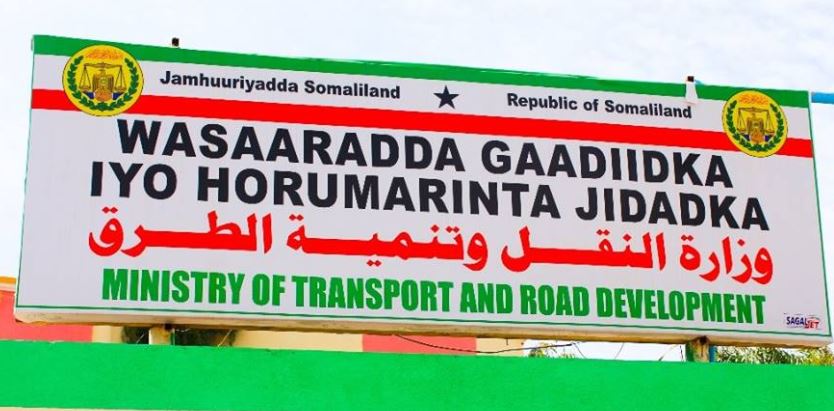 Jamhuuriyadda Somaliland ★ Republic of Somaliland
WASAARADDA GAADIIDKA
IYO HORUMARINTA JIDADKA
وزارة النقل وتنمية الطرق
MINISTRY OF TRANSPORT AND ROAD DEVELOPMENT
SAGALJET